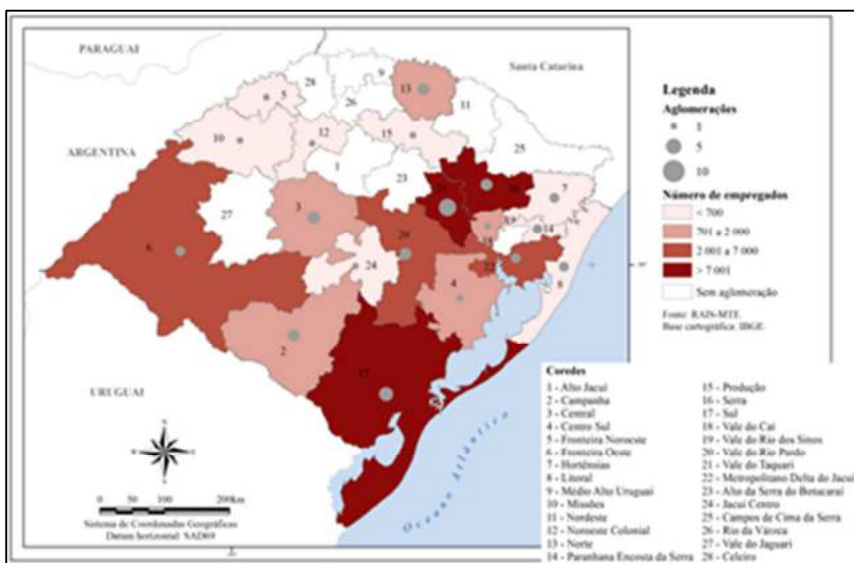 PARAGUAI
Santa Catarina
ARGENTINA
URUGUAI
Oceano Atlântico
28
9
5
26
13
11
10
12
15
25
1
23
16
7
27
3
21
19
14
6
20
18
22
24
8
4
2
17
Legenda
Aglomerações
1
5
10
Número de empregados
< 700
701 a 2 000
2 001 a 7 000
> 7 001
Sem aglomeração
Fonte: RAIS-MTE.
Base cartográfica: IBGE.
0 50 100 200km
Sistema de Coordenadas Geográficas
Datum horizontal: SAD69
Coredes
1 - Alto Jacuí
2 - Campanha
3 - Central
4 - Centro Sul
5 - Fronteira Noroeste
6 - Fronteira Oeste
7 - Hortênsias
8 - Litoral
9 - Médio Alto Uruguai
10 - Missões
11 - Nordeste
12 - Noroeste Colonial
13 - Norte
14 - Paranhana Encosta da Serra
15 - Produção
16 - Serra
17 - Sul
18 - Vale do Caí
19 - Vale do Rio dos Sinos
20 - Vale do Rio Pardo
21 - Vale do Taquari
22 - Metropolitano Delta do Jacuí
23 - Alto da Serra do Botucaraí
24 - Jacuí Centro
25 - Campos de Cima da Serra
26 - Rio da Várzea
27 - Vale do Jaguari
28 - Celeiro